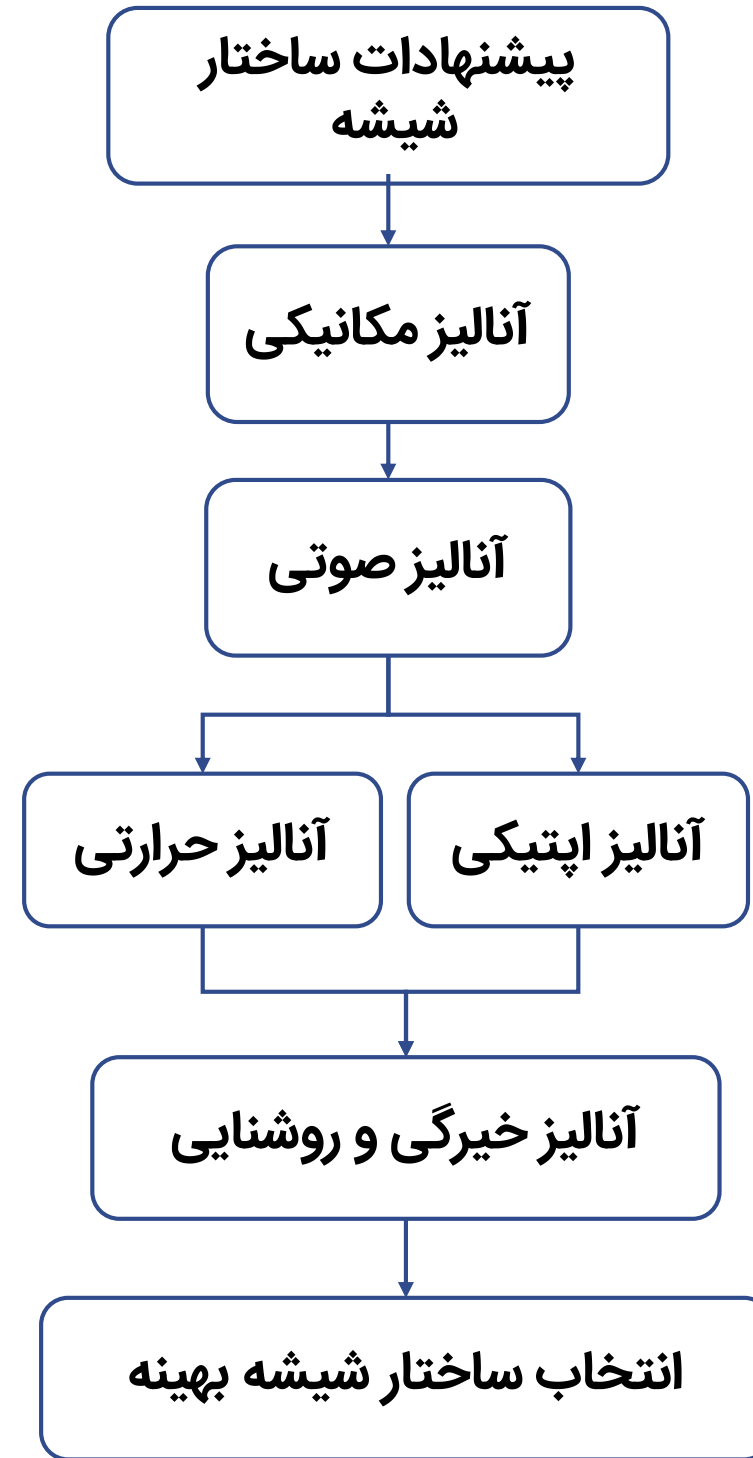 پیشنهادات ساختار
شیشه
آنالیز مکانیکی
آنالیز صوتی
آنالیز اپتیکی
آنالیز حرارتی
آنالیز خیرگی و روشنایی
انتخاب ساختار شیشه بهینه